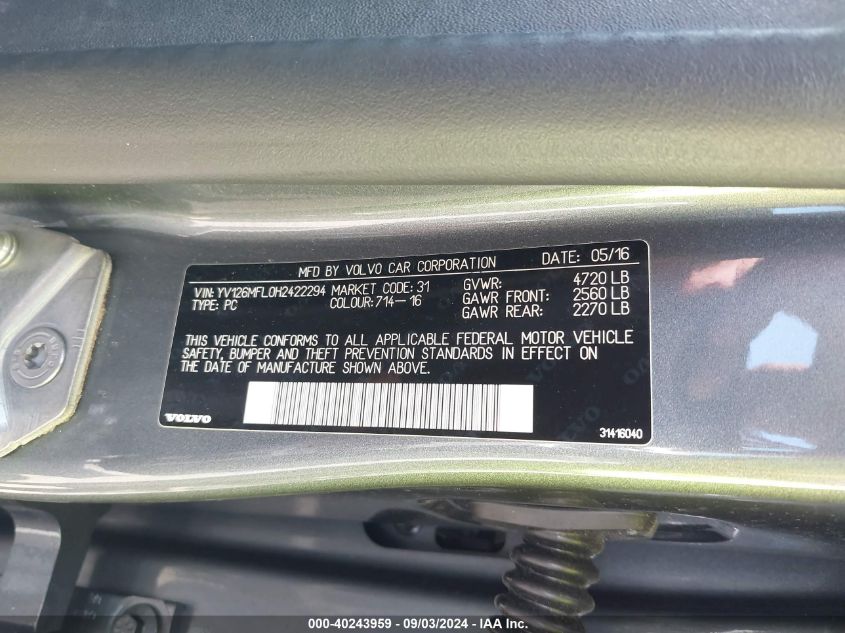 MFD BY VOLVO CAR CORPORATION DATE: 05/16
VIN: YV126MFL0H2422294 MARKET CODE: 31 GVWR: 4720 LB
TYPE: PC COLOUR: 714-16 GAWR FRONT: 2560 LB
GAWR REAR: 2270 LB
THIS VEHICLE CONFORMS TO ALL APPLICABLE FEDERAL MOTOR VEHICLE
SAFETY, BUMPER AND THEFT PREVENTION STANDARDS IN EFFECT ON
THE DATE OF MANUFACTURE SHOWN ABOVE.
VOLVO 31416040
000-40243959 - 09/03/2024 - IAA Inc.